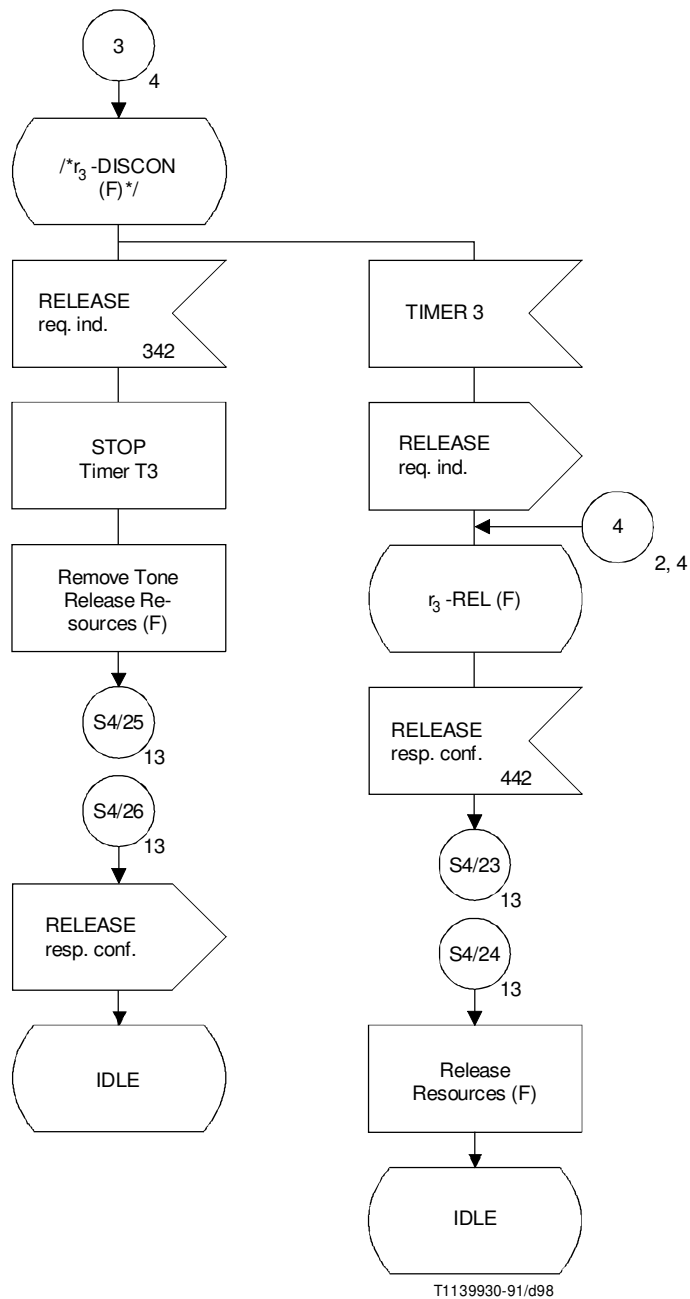 3
4
/*r3 -DISCON
(F) */
RELEASE
req. ind.
342
STOP
Timer T3
Remove Tone
Release Re-
sources (F)
S4/25
13
S4/26
13
RELEASE
resp. conf.
IDLE
TIMER 3
RELEASE
req. ind.
4
2, 4
r3 -REL (F)
RELEASE
resp. conf.
442
S4/23
13
S4/24
13
Release
Resources (F)
IDLE
T1139930-91/d98